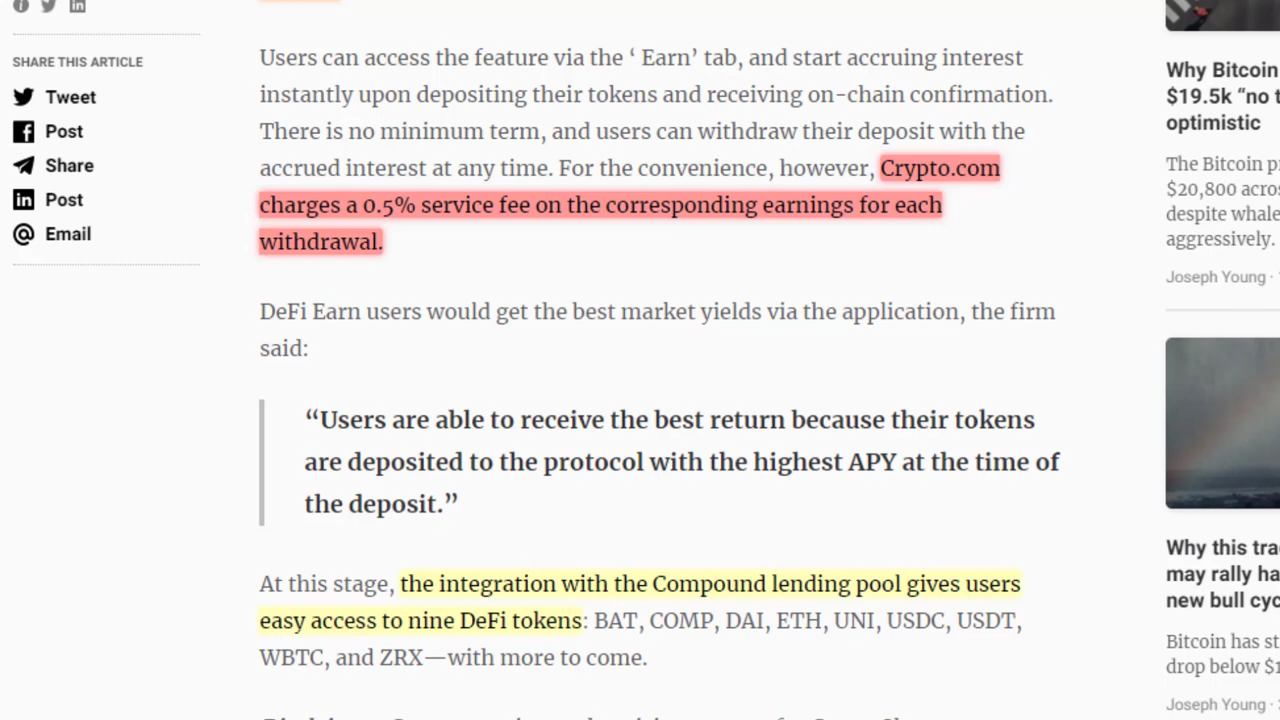 SHARE THIS ARTICLE
Tweet
Post
Share
Post
Email
Users can access the feature via the ‘ Earn’ tab, and start accruing interest
instantly upon depositing their tokens and receiving on-chain confirmation.
There is no minimum term, and users can withdraw their deposit with the
accrued interest at any time. For the convenience, however, Crypto.com
charges a 0.5% service fee on the corresponding earnings for each
withdrawal.
DeFi Earn users would get the best market yields via the application, the firm
said:
“Users are able to receive the best return because their tokens
are deposited to the protocol with the highest APY at the time of
the deposit.”
At this stage, the integration with the Compound lending pool gives users
easy access to nine DeFi tokens: BAT, COMP, DAI, ETH, UNI, USDC, USDT,
WBTC, and ZRX—with more to come.
Why Bitcoin
$19.5k “no t
optimistic
The Bitcoin p
$20,800 acros
despite whale
aggressively.
Joseph Young ·
Why this tra
may rally ha
new bull cyc
Bitcoin has st
drop below $1
Joseph Young ·